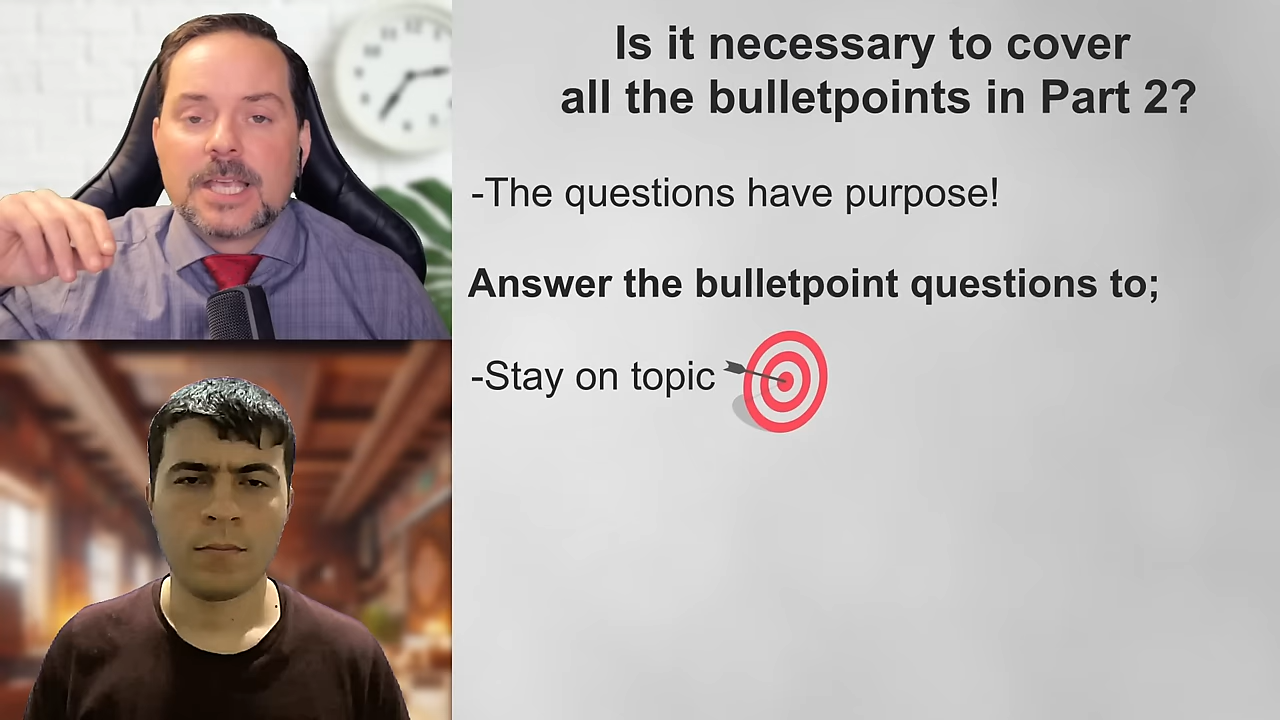 Is it necessary to cover
all the bulletpoints in Part 2?
-The questions have purpose!
Answer the bulletpoint questions to;
-Stay on topic